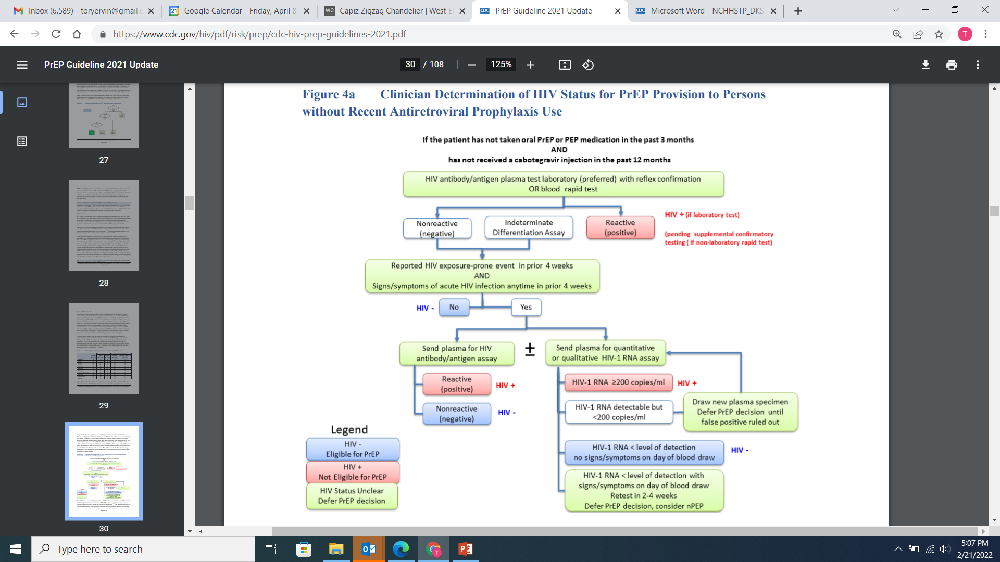 Inbox (6,589) - toryervin@gmail.c
Google Calendar - Friday, April 8,
we
Capiz Zigzag Chandelier | West E
CDC
PrEP Guideline 2021 Update
CDC
Microsoft Word - NCHHSTP_DKS
https://www.cdc.gov/hiv/pdf/risk/prep/cdc-hiv-prep-guidelines-2021.pdf
T
PrEP Guideline 2021 Update
30 / 108
125%
27
28
29
30
Figure 4a Clinician Determination of HIV Status for PrEP Provision to Persons
without Recent Antiretroviral Prophylaxis Use
If the patient has not taken oral PrEP or PEP medication in the past 3 months
AND
has not received a cabotegravir injection in the past 12 months
HIV antibody/antigen plasma test laboratory (preferred) with reflex confirmation
OR blood rapid test
Nonreactive
(negative)
Indeterminate
Differentiation Assay
Reactive
(positive)
HIV + (if laboratory test)
(pending supplemental confirmatory
testing ( if non-laboratory rapid test)
Reported HIV exposure-prone event in prior 4 weeks
AND
Signs/symptoms of acute HIV infection anytime in prior 4 weeks
HIV -
No
Yes
Send plasma for HIV
antibody/antigen assay
±
Send plasma for quantitative
or qualitative HIV-1 RNA assay
Reactive
(positive)
HIV +
Nonreactive
(negative)
HIV -
HIV-1 RNA ≥200 copies/ml
HIV +
HIV-1 RNA detectable but
<200 copies/ml
Draw new plasma specimen
Defer PrEP decision until
false positive ruled out
HIV-1 RNA < level of detection
no signs/symptoms on day of blood draw
HIV -
HIV-1 RNA < level of detection with
signs/symptoms on day of blood draw
Retest in 2-4 weeks
Defer PrEP decision, consider nPEP
Legend
HIV -
Eligible for PrEP
HIV +
Not Eligible for PrEP
HIV Status Unclear
Defer PrEP decision
Type here to search
5:07 PM
2/21/2022